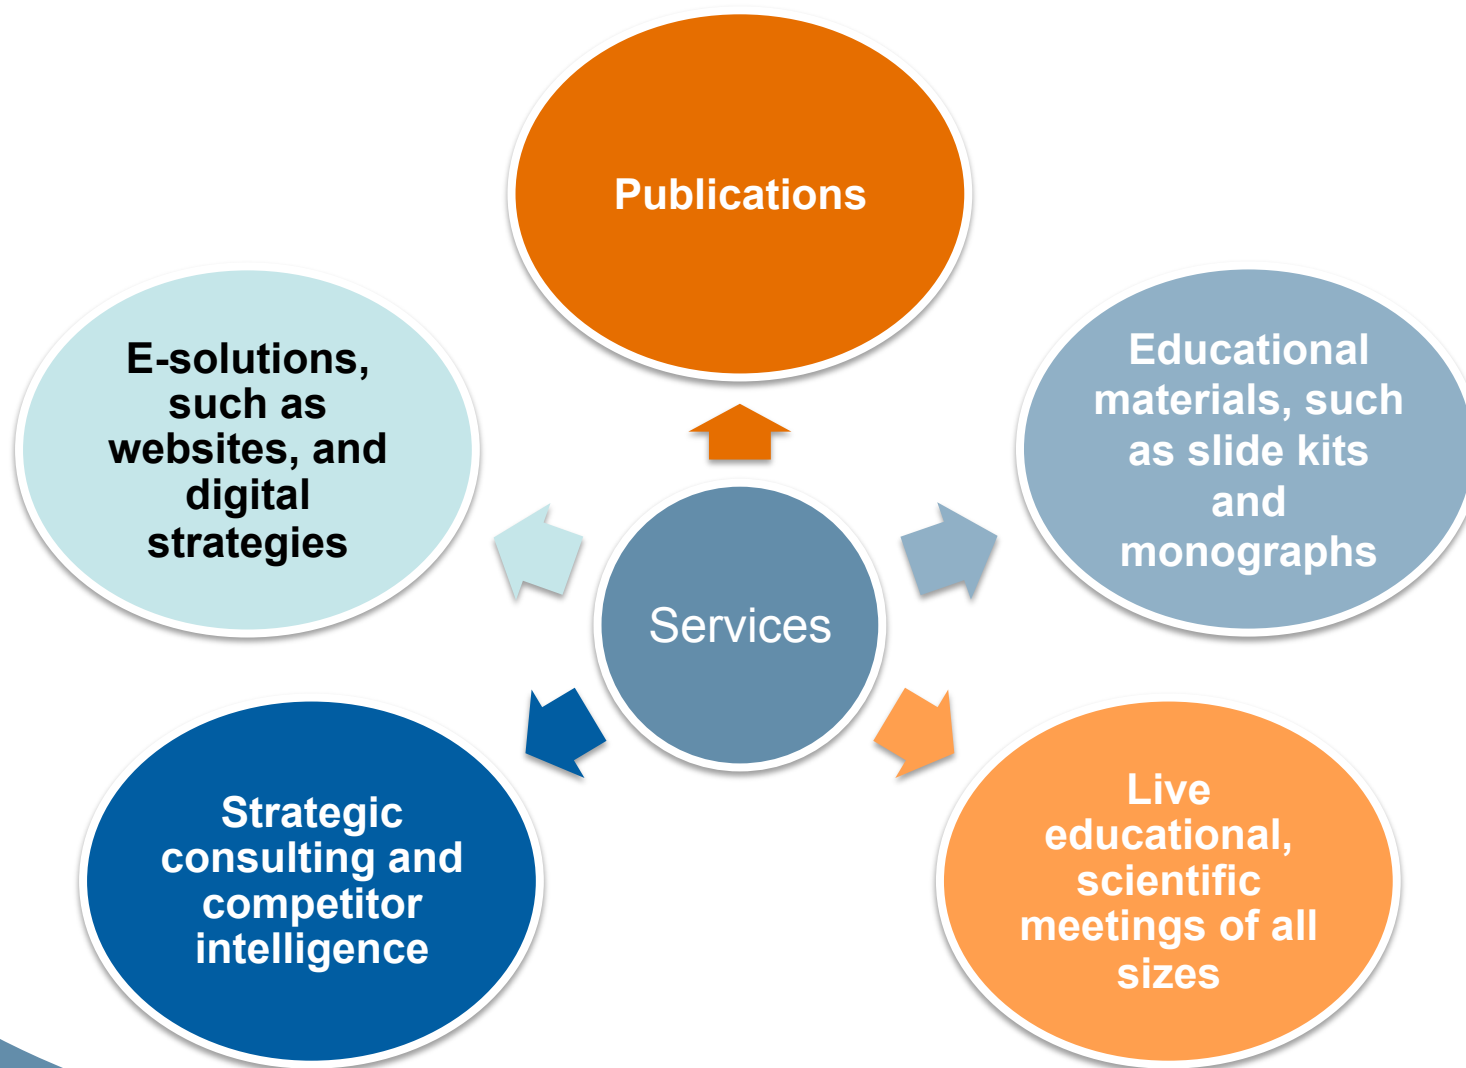 Publications
E-solutions,
such as
websites, and
digital
strategies
Educational
materials, such
as slide kits
and
monographs
Services
Strategic
consulting and
competitor
intelligence
Live
educational,
scientific
meetings of all
sizes